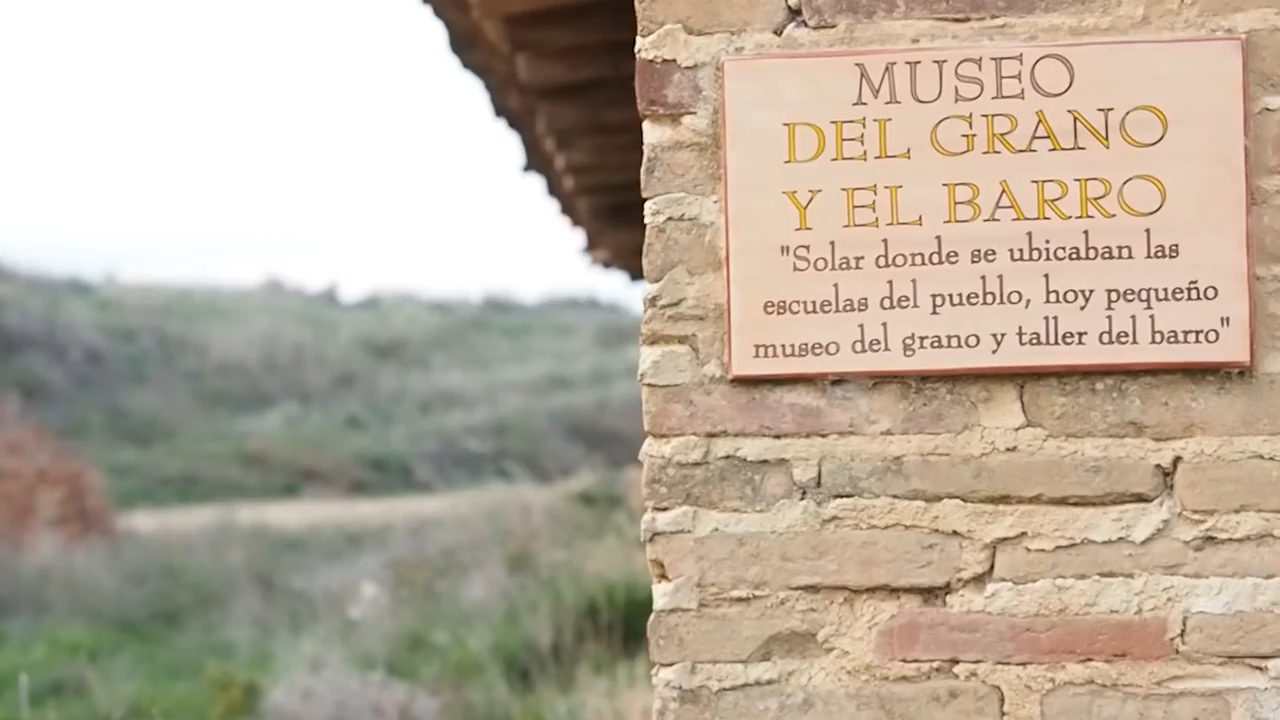 MUSEO
DEL GRANO
Y EL BARRO
"Solar donde se ubicaban las
escuelas del pueblo, hoy pequeño
museo del grano y taller del barro"